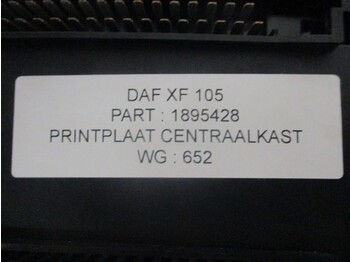 DAF XF 105
PART : 1895428
PRINTPLAAT CENTRAALKAST
WG : 652